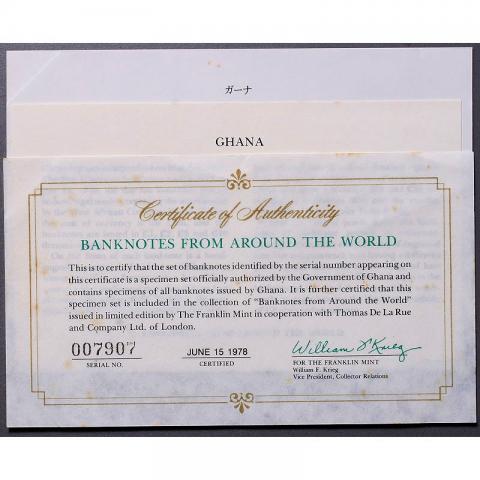 ガーナ
GHANA
Certificate of Authenticity
BANKNOTES FROM AROUND THE WORLD
This is to certify that the set of banknotes identified by the serial number appearing on
this certificate is a specimen set officially authorized by the Government of Ghana and
contains specimens of all banknotes issued by Ghana. It is further certified that this
specimen set is included in the collection of "Banknotes from Around the World"
issued in limited edition by The Franklin Mint in cooperation with Thomas De La Rue
and Company Ltd. of London.
007907
SERIAL NO.
JUNE 15 1978
CERTIFIED
William F Krieg
FOR THE FRANKLIN MINT
William F. Krieg
Vice President, Collector Relations